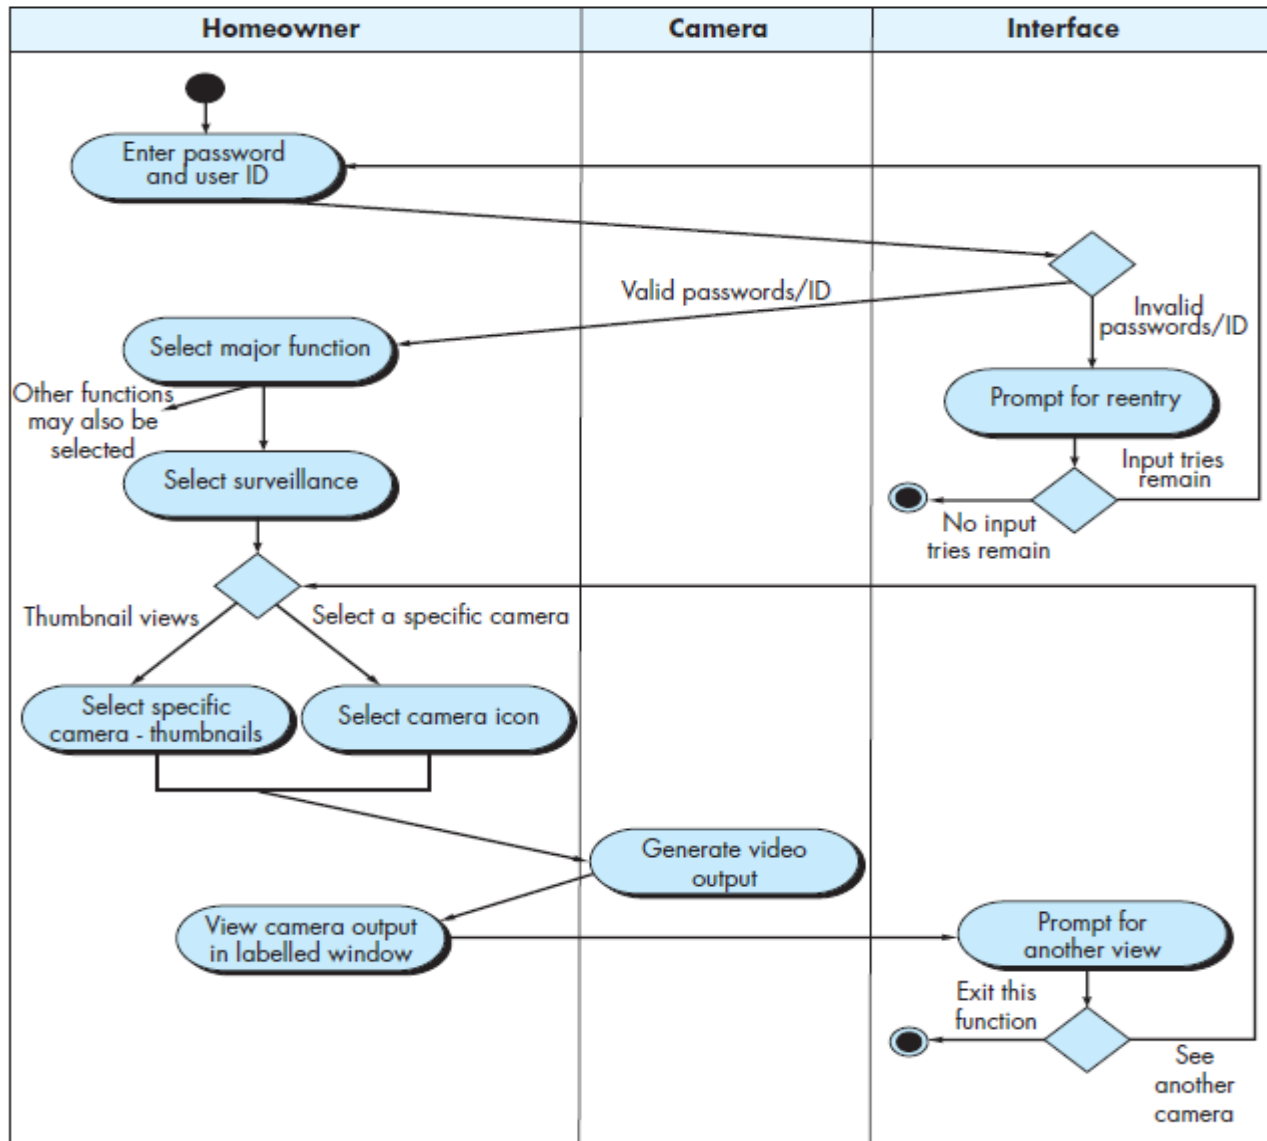 Homeowner
Camera
Interface
Enter password
and user ID
Valid passwords/ID
Invalid
passwords/ID
Select major function
Other functions
may also be
selected
Prompt for reentry
Input tries
remain
Select surveillance
No input
tries remain
Thumbnail views
Select a specific camera
Select specific
camera - thumbnails
Select camera icon
Generate video
output
View camera output
in labelled window
Prompt for
another view
Exit this
function
See
another
camera